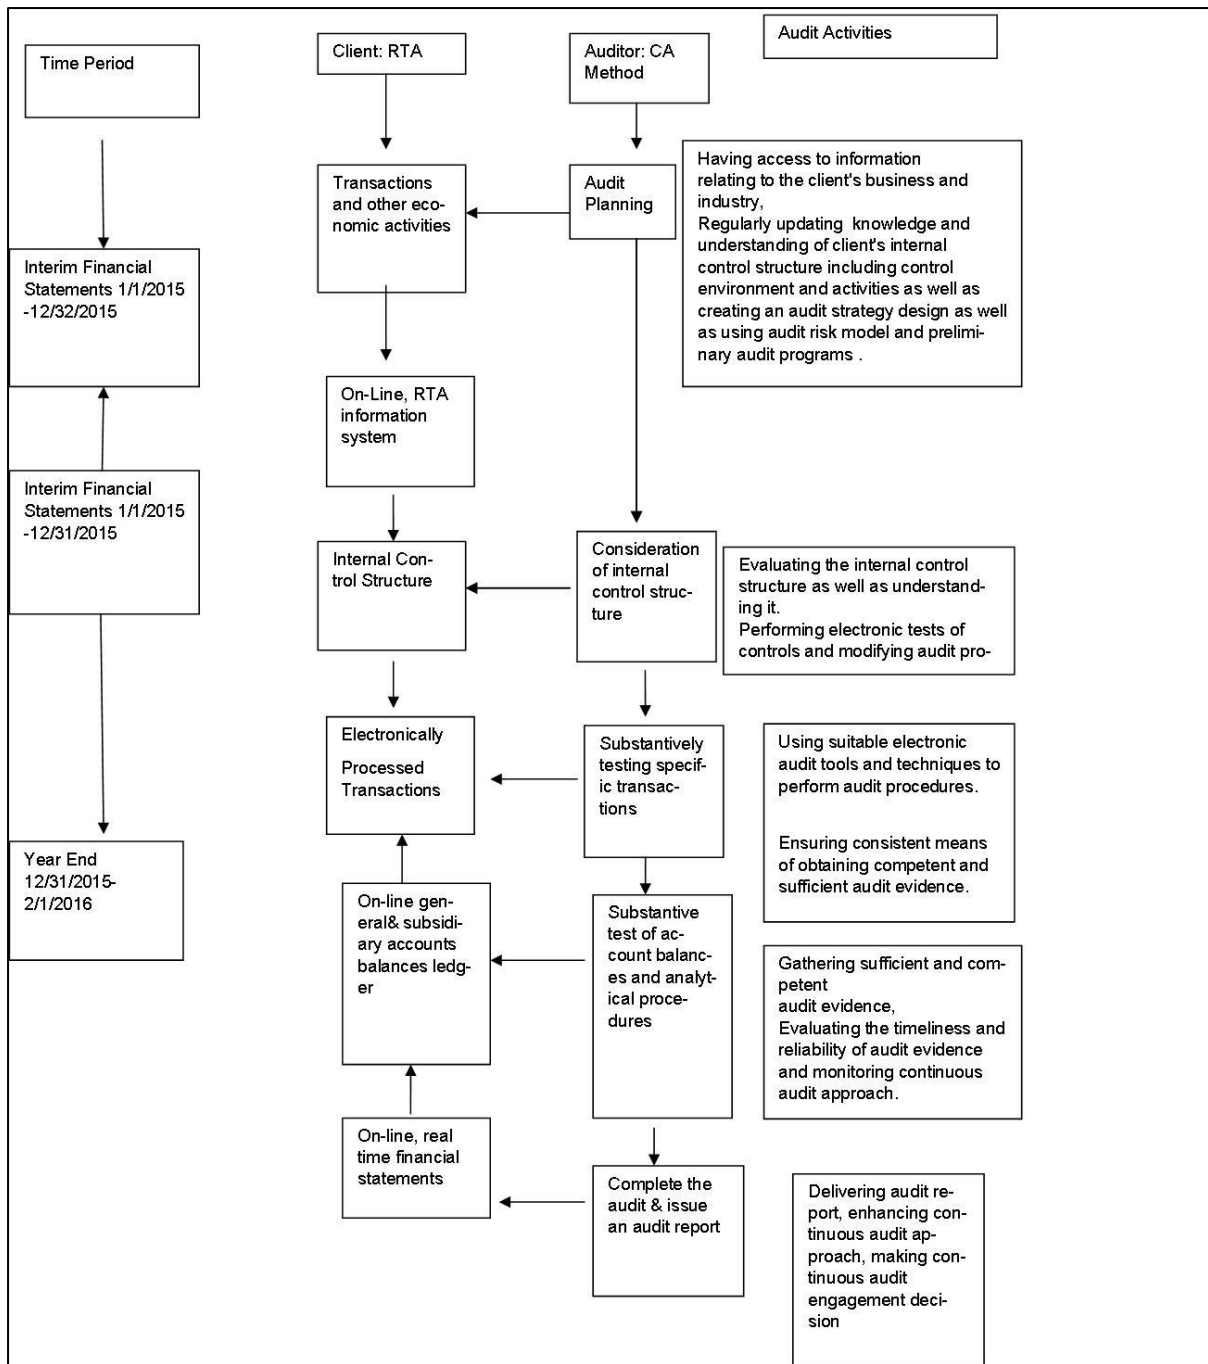 Time Period
Client: RTA
Auditor: CA
Method
Audit Activities
Transactions
and other eco-
nomic activities
Audit
Planning
Having access to information
relating to the client's business and
industry,
Regularly updating knowledge and
understanding of client's internal
control structure including control
environment and activities as well as
creating an audit strategy design as well
as using audit risk model and prelimi-
nary audit programs .
Interim Financial
Statements 1/1/2015
-12/32/2015
On-Line, RTA
information
system
Interim Financial
Statements 1/1/2015
-12/31/2015
Internal Con-
trol Structure
Consideration
of internal
control struc-
ture
Evaluating the internal control
structure as well as understand-
ing it.
Performing electronic tests of
controls and modifying audit pro-
Electronically
Processed
Transactions
Substantively
testing specif-
ic transac-
tions
Using suitable electronic
audit tools and techniques to
perform audit procedures.
Ensuring consistent means
of obtaining competent and
sufficient audit evidence.
Year End
12/31/2015-
2/1/2016
On-line gen-
eral& subsidi-
ary accounts
balances ledg-
er
Substantive
test of ac-
count balanc-
es and analyt-
ical proce-
dures
Gathering sufficient and com-
petent
audit evidence,
Evaluating the timeliness and
reliability of audit evidence
and monitoring continuous
audit approach.
On-line, real
time financial
statements
Complete the
audit & issue
an audit report
Delivering audit re-
port, enhancing con-
tinuous audit ap-
proach, making con-
tinuous audit
engagement deci-
sion